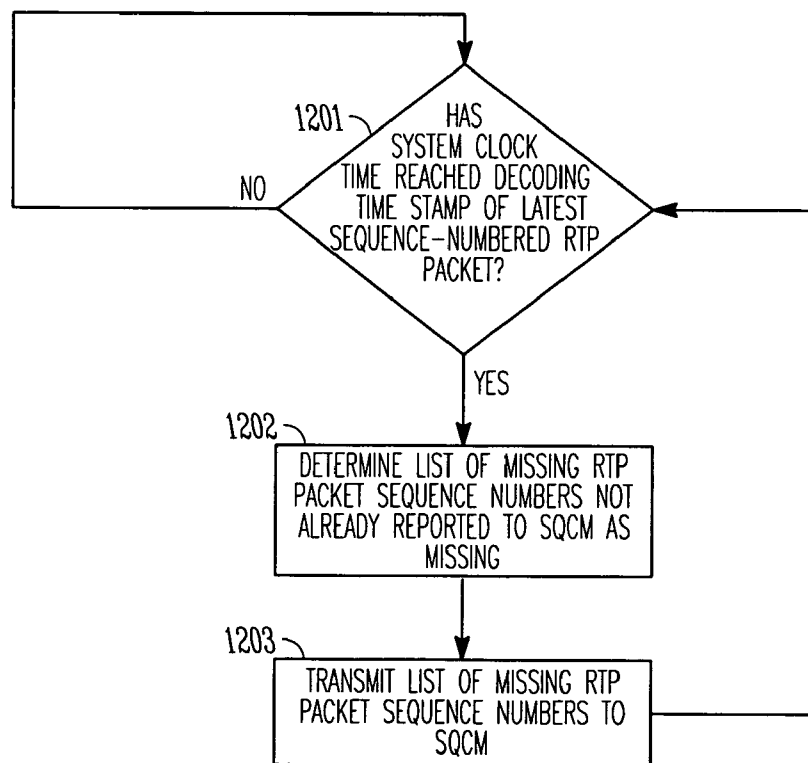 1201
HAS
SYSTEM CLOCK
TIME REACHED DECODING
TIME STAMP OF LATEST
SEQUENCE-NUMBERED RTP
PACKET?
NO
YES
1202
DETERMINE LIST OF MISSING RTP
PACKET SEQUENCE NUMBERS NOT
ALREADY REPORTED TO SQCM AS
MISSING
1203
TRANSMIT LIST OF MISSING RTP
PACKET SEQUENCE NUMBERS TO
SQCM